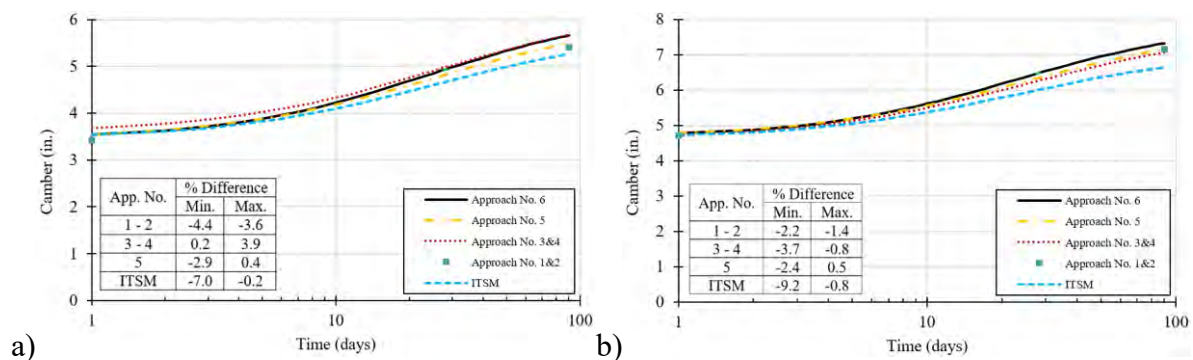 6
5
4
3
2
1
0
Camber (in.)
App. No.
% Difference
Min.
Max.
1 - 2
-4.4
-3.6
3 - 4
0.2
3.9
5
-2.9
0.4
ITSM
-7.0
-0.2
Approach No. 6
Approach No. 5
Approach No. 3&4
Approach No. 1&2
ITSM
1
10
100
Time (days)
a)
8
7
6
5
4
3
2
1
0
Camber (in.)
App. No.
% Difference
Min.
Max.
1 - 2
-2.2
-1.4
3 - 4
-3.7
-0.8
5
-2.4
0.5
ITSM
-9.2
-0.8
Approach No. 6
Approach No. 5
Approach No. 3&4
Approach No. 1&2
ITSM
1
10
100
Time (days)
b)